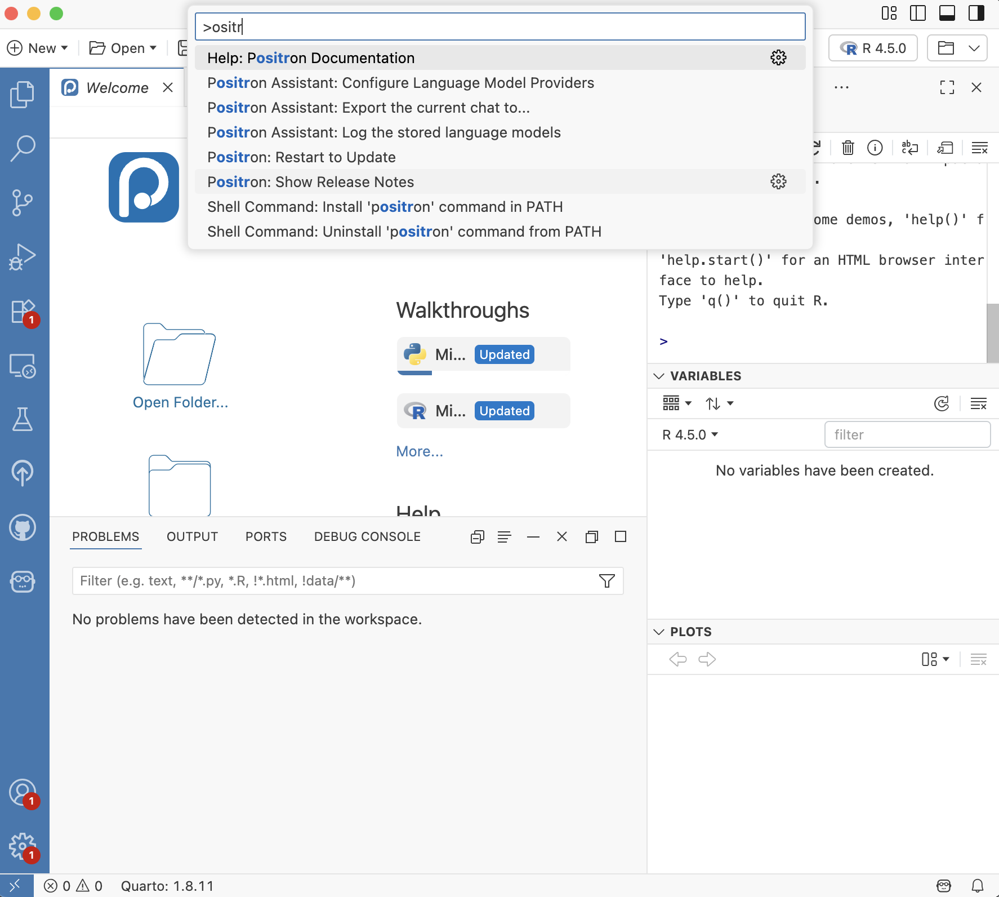 >ositr
New
Open
R 4.5.0
Help: Positron Documentation
Positron Assistant: Configure Language Model Providers
Positron Assistant: Export the current chat to...
Positron Assistant: Log the stored language models
Positron: Restart to Update
Positron: Show Release Notes
Shell Command: Install 'positron' command in PATH
Shell Command: Uninstall 'positron' command from PATH
Welcome
Open Folder...
Walkthroughs
Mi... Updated
Mi... Updated
More...
Help
ome demos, 'help()' f
'help.start()' for an HTML browser inter
face to help.
Type 'q()' to quit R.
>
VARIABLES
R 4.5.0
filter
No variables have been created.
PLOTS
PROBLEMS OUTPUT PORTS DEBUG CONSOLE
Filter (e.g. text, **/*.py, *.R, !*.html, !data/**)
No problems have been detected in the workspace.
1
1
1
0 0 Quarto: 1.8.11